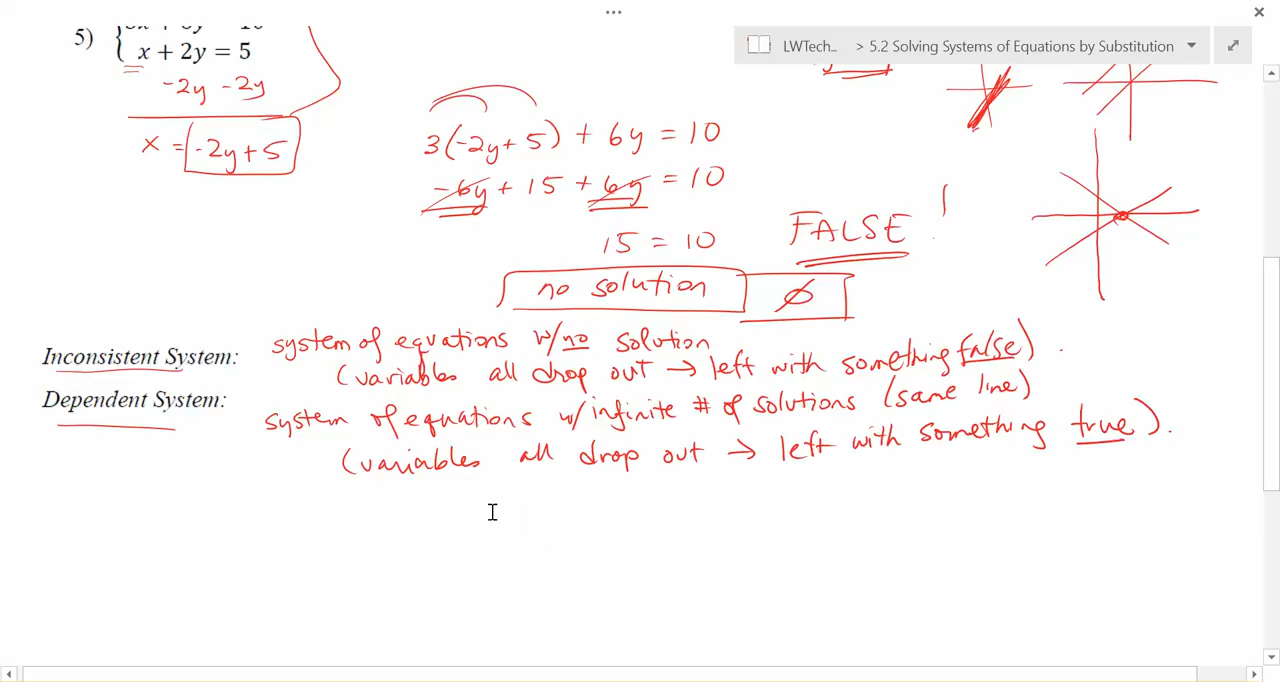 LWTech.. > 5.2 Solving Systems of Equations by Substitution
5)
x + 2y = 5
-2y -2y
x = -2y+5
3(-2y+5) + 6y = 10
-6y + 15 + 6y = 10
15 = 10 FALSE !
no solution ∅
Inconsistent System: system of equations w/no solution
(variables all drop out → left with something false).
Dependent System: system of equations w/infinite # of solutions (same line)
(variables all drop out → left with something true).